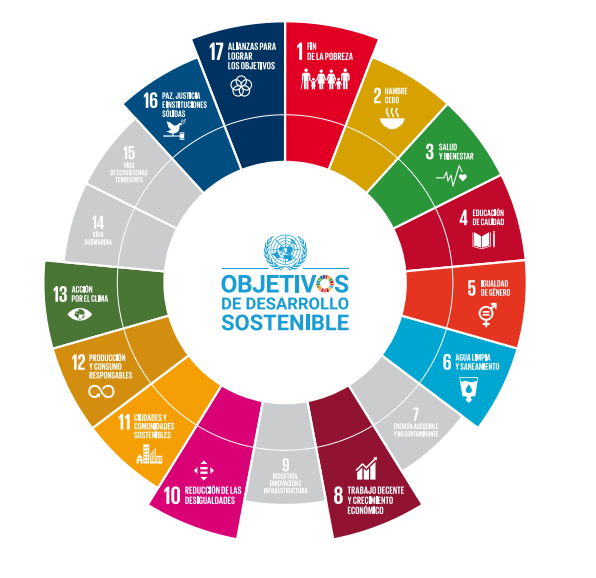 1 FIN
DE LA POBREZA
2 HAMBRE
CERO
3 SALUD
Y BIENESTAR
4 EDUCACIÓN
DE CALIDAD
5 IGUALDAD
DE GÉNERO
6 AGUA LIMPIA
Y SANEAMIENTO
7
ENERGÍA ASEQUIBLE
Y NO CONTAMINANTE
8 TRABAJO DECENTE
Y CRECIMIENTO
ECONÓMICO
9
INDUSTRIA,
INNOVACIÓN E
INFRAESTRUCTURA
10 REDUCCIÓN DE LAS
DESIGUALDADES
11 CIUDADES Y
COMUNIDADES
SOSTENIBLES
12 PRODUCCIÓN
Y CONSUMO
RESPONSABLES
13 ACCIÓN
POR EL CLIMA
14
VIDA
SUBMARINA
15
VIDA
DE ECOSISTEMAS
TERRESTRES
16 PAZ, JUSTICIA
E INSTITUCIONES
SÓLIDAS
17 ALIANZAS PARA
LOGRAR
LOS OBJETIVOS
OBJETIVOS
DE DESARROLLO
SOSTENIBLE